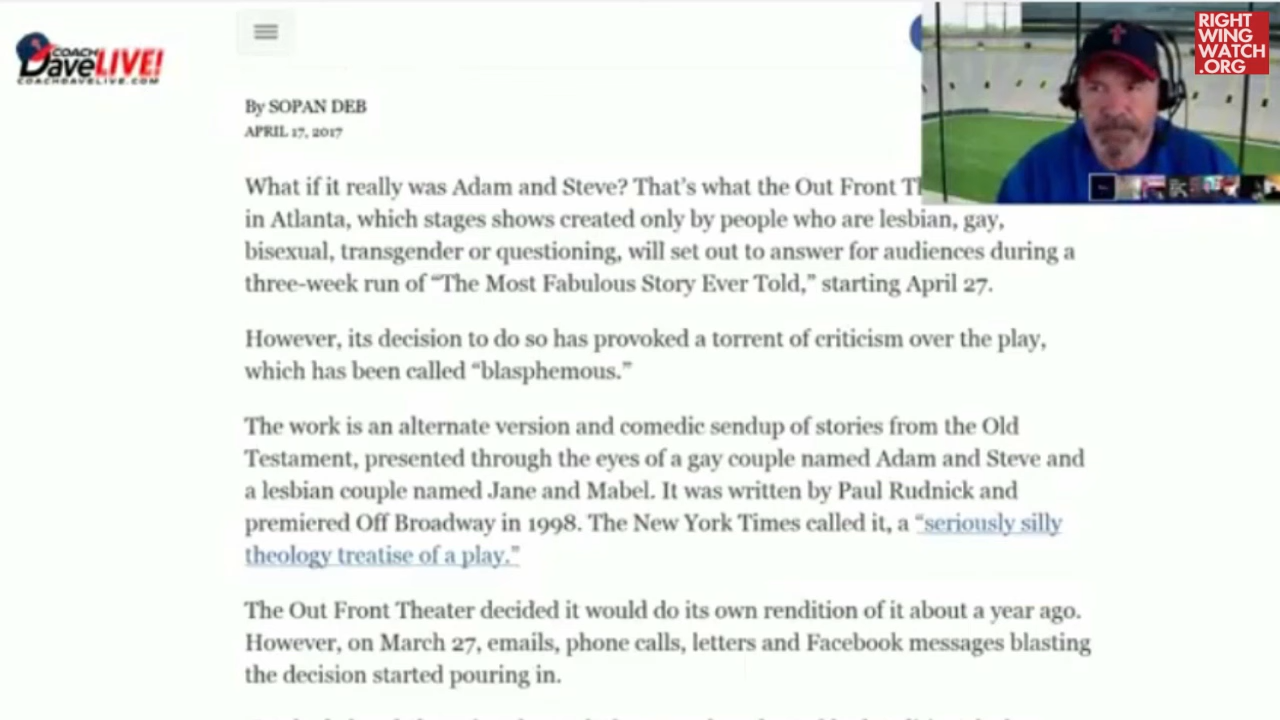 COACH
DaveLIVE!
COACHDAVELIVE.COM
RIGHT
WING
WATCH
.ORG
By SOPAN DEB
APRIL 17, 2017
What if it really was Adam and Steve? That's what the Out Front
in Atlanta, which stages shows created only by people who are lesbian, gay,
bisexual, transgender or questioning, will set out to answer for audiences during a
three-week run of “The Most Fabulous Story Ever Told,” starting April 27.
However, its decision to do so has provoked a torrent of criticism over the play,
which has been called “blasphemous.”
The work is an alternate version and comedic sendup of stories from the Old
Testament, presented through the eyes of a gay couple named Adam and Steve and
a lesbian couple named Jane and Mabel. It was written by Paul Rudnick and
premiered Off Broadway in 1998. The New York Times called it, a “seriously silly
theology treatise of a play.”
The Out Front Theater decided it would do its own rendition of it about a year ago.
However, on March 27, emails, phone calls, letters and Facebook messages blasting
the decision started pouring in.